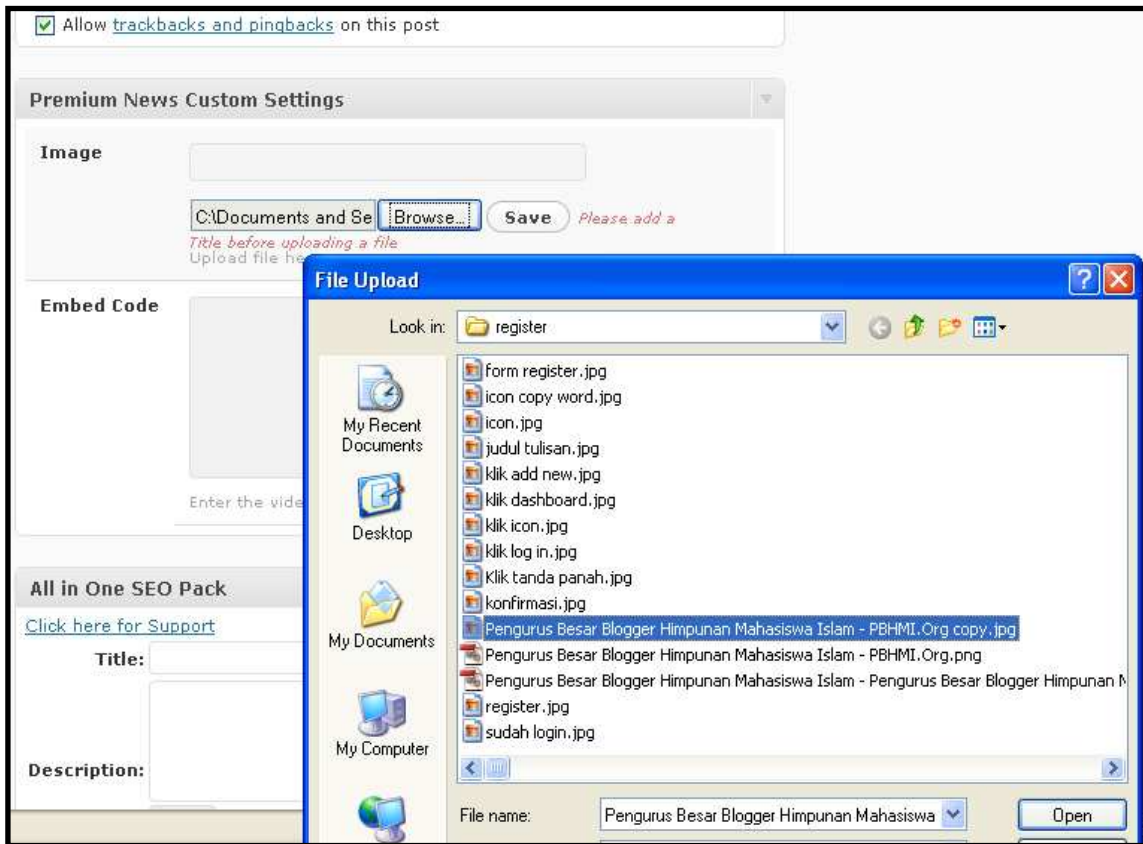 Allow trackbacks and pingbacks on this post
Premium News Custom Settings
Image
C:\Documents and Se Browse... Save Please add a
Title before uploading a file
Upload file he
Embed Code
Enter the vide
All in One SEO Pack
Click here for Support
Title:
Description:
File Upload
Look in: register
My Recent Documents
Desktop
My Documents
My Computer
form register.jpg
icon copy word.jpg
icon.jpg
judul tulisan.jpg
klik add new.jpg
klik dashboard.jpg
klik icon.jpg
klik log in.jpg
Klik tanda panah.jpg
konfirmasi.jpg
Pengurus Besar Blogger Himpunan Mahasiswa Islam - PBHMI.Org copy.jpg
Pengurus Besar Blogger Himpunan Mahasiswa Islam - PBHMI.Org.png
Pengurus Besar Blogger Himpunan Mahasiswa Islam - Pengurus Besar Blogger Himpunan M
register.jpg
sudah login.jpg
File name: Pengurus Besar Blogger Himpunan Mahasiswa Open